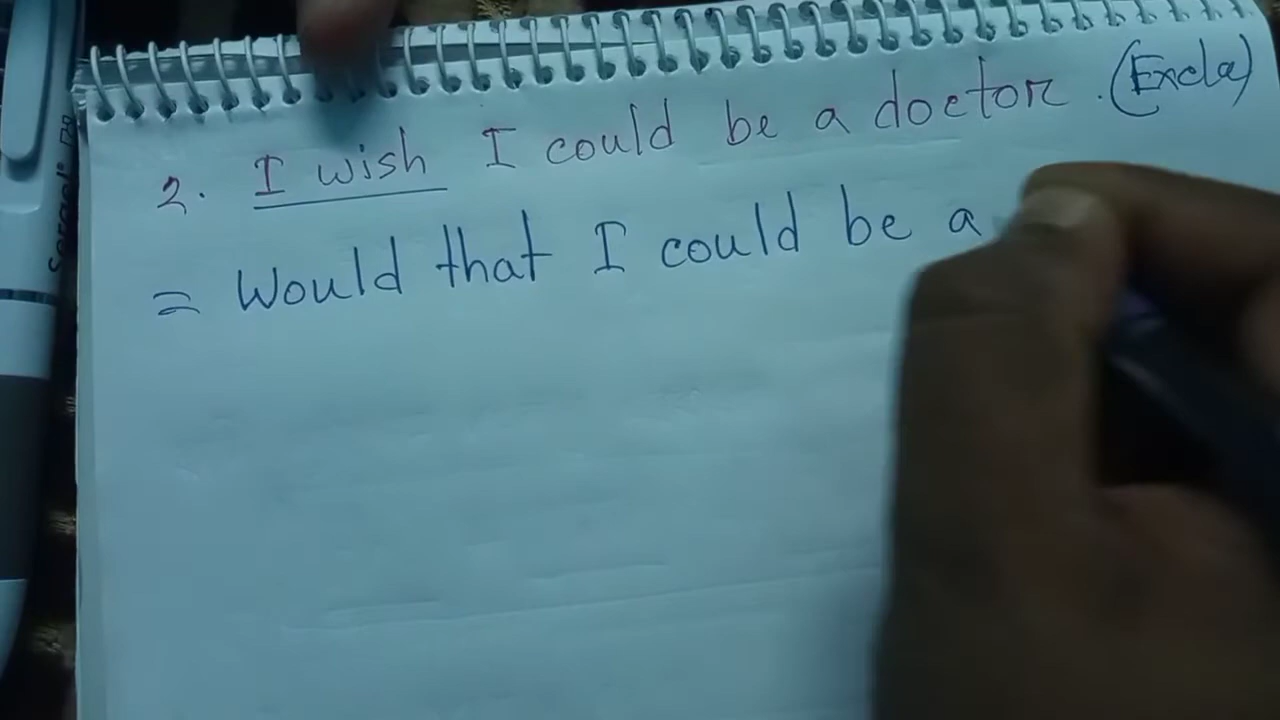 2. I wish I could be a doctor. (Excla)
= Would that I could be a